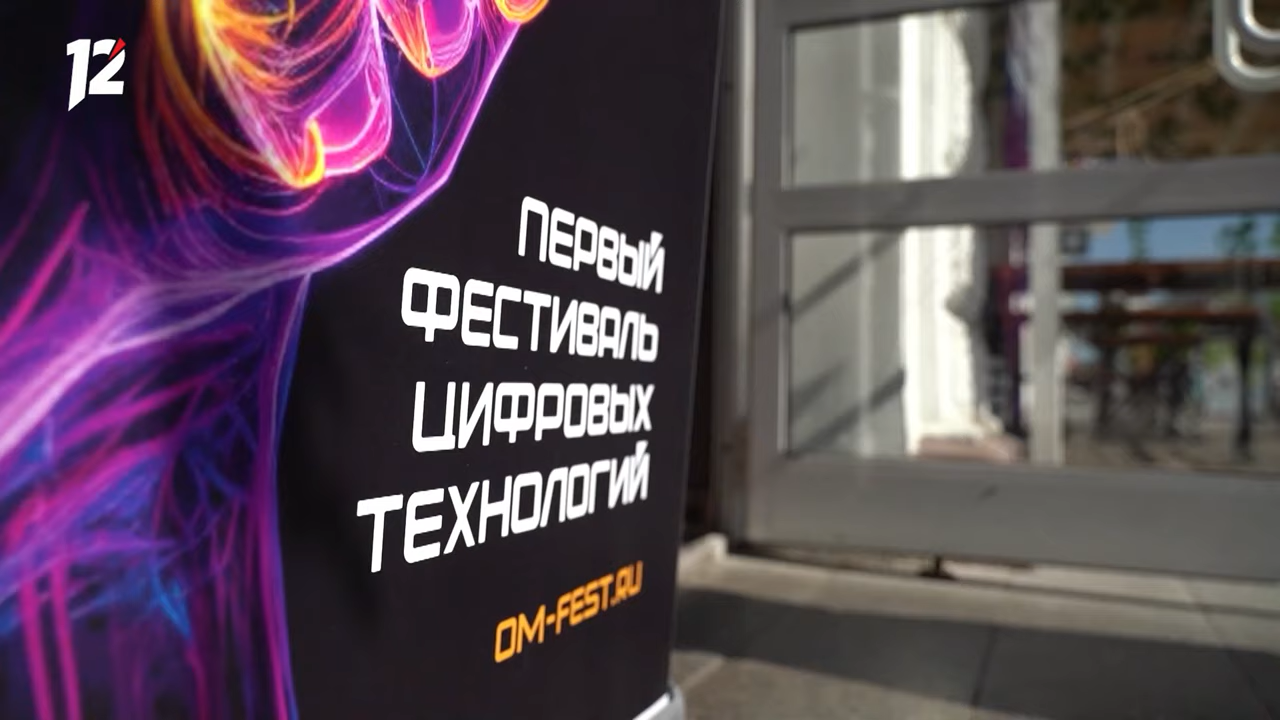 12
ПЕРВЫЙ
ФЕСТИВАЛЬ
ЦИФРОВЫХ
ТЕХНОЛОГИЙ
OM-FEST.RU